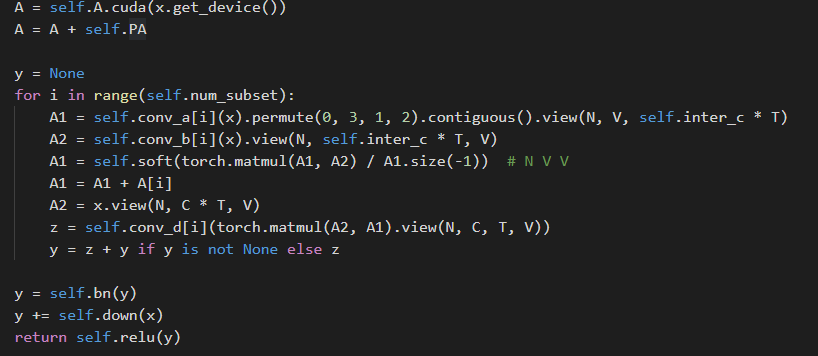 A = self.A.cuda(x.get_device())
A = A + self.PA
y = None
for i in range(self.num_subset):
A1 = self.conv_a[i](x).permute(0, 3, 1, 2).contiguous().view(N, V, self.inter_c * T)
A2 = self.conv_b[i](x).view(N, self.inter_c * T, V)
A1 = self.soft(torch.matmul(A1, A2) / A1.size(-1))  # N V V
A1 = A1 + A[i]
A2 = x.view(N, C * T, V)
z = self.conv_d[i](torch.matmul(A2, A1).view(N, C, T, V))
y = z + y if y is not None else z
y = self.bn(y)
y += self.down(x)
return self.relu(y)